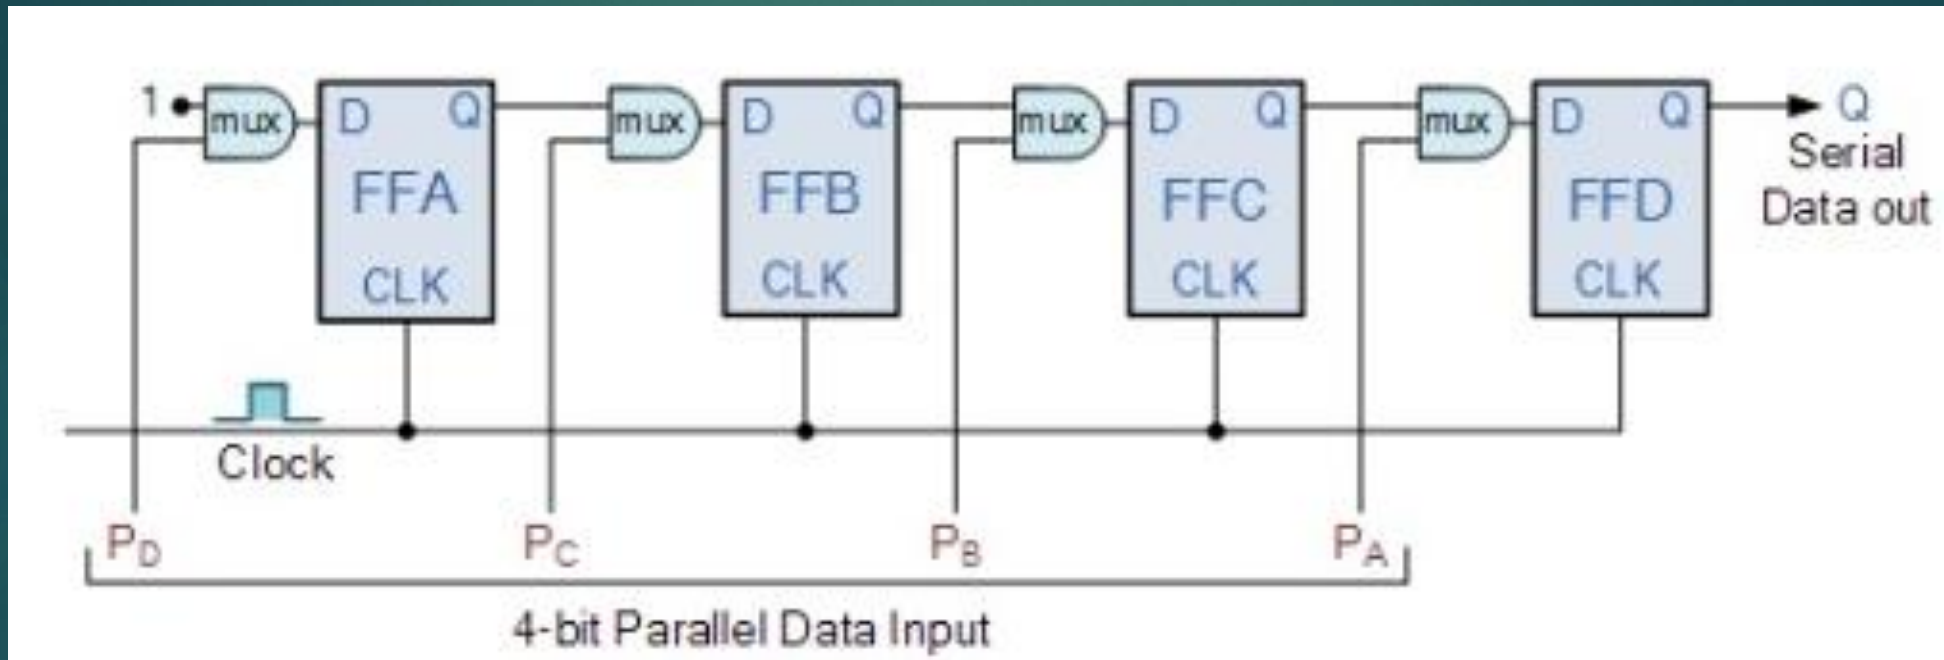 1
mux D Q mux D Q mux D Q mux D Q Q
FFA FFB FFC FFD
CLK CLK CLK CLK
Serial
Data out
Clock
PD PC PB PA
4-bit Parallel Data Input